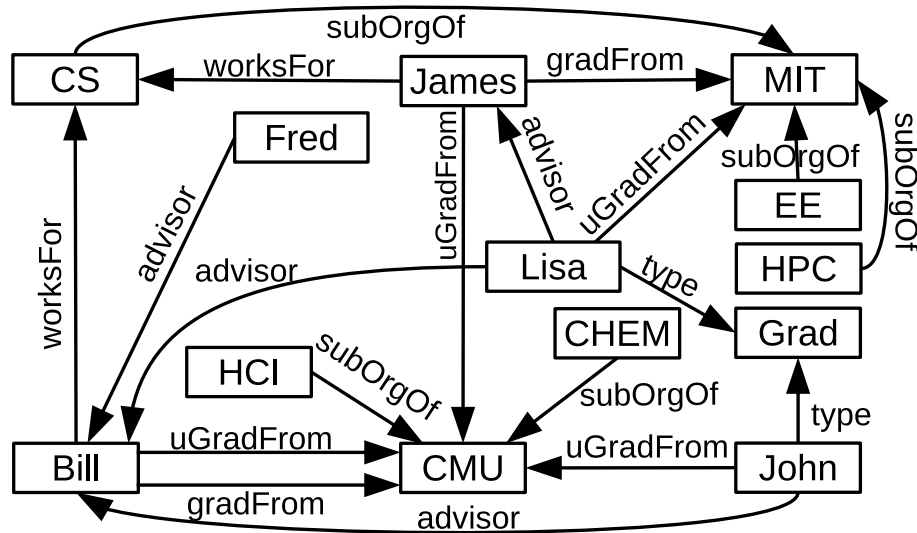 subOrgOf
CS
worksFor
James
gradFrom
MIT
Fred
uGradFrom
advisor
uGradFrom
subOrgOf
subOrgOf
EE
advisor
worksFor
advisor
Lisa
type
HPC
CHEM
Grad
HCI
subOrgOf
subOrgOf
type
uGradFrom
uGradFrom
Bill
CMU
John
gradFrom
advisor